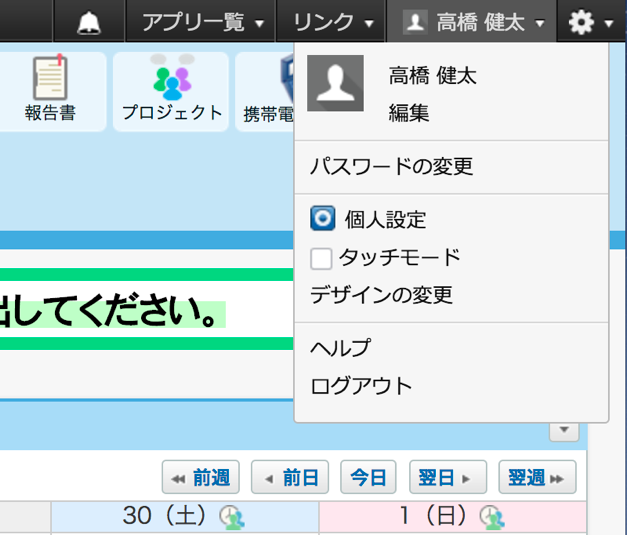 アプリ一覧
リンク
高橋 健太
報告書
プロジェクト
携帯電
高橋 健太
編集
パスワードの変更
個人設定
タッチモード
デザインの変更
出してください。
ヘルプ
ログアウト
前週
前日
今日
翌日
翌週
30（土）
1（日）